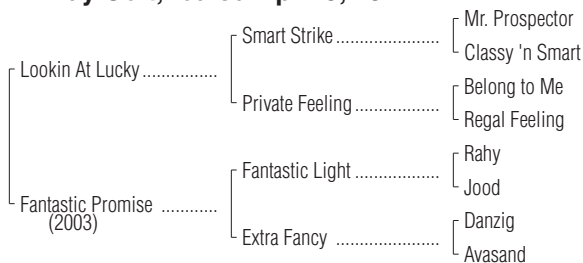 Smart Strike
Mr. Prospector
Classy 'n Smart
Lookin At Lucky
Private Feeling
Belong to Me
Regal Feeling
Fantastic Light
Rahy
Jood
Fantastic Promise
(2003)
Extra Fancy
Danzig
Avasand